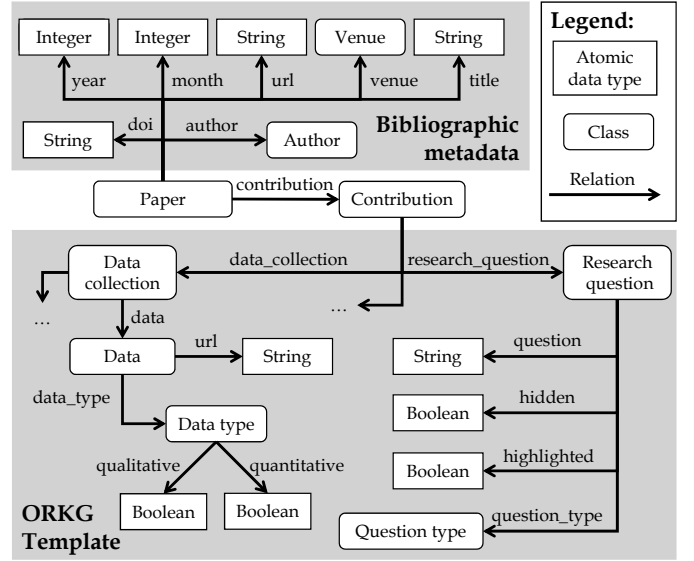 Integer Integer String Venue String
year month url venue title
String doi author Author
Bibliographic
metadata
Legend:
Atomic
data type
Class
Relation
Paper contribution Contribution
Data
collection
data_collection research_question
Research
question
...
...
data
Data url String
String question
data_type
Data type
Boolean hidden
qualitative quantitative
Boolean highlighted
Boolean Boolean
Question type question_type
ORKG
Template